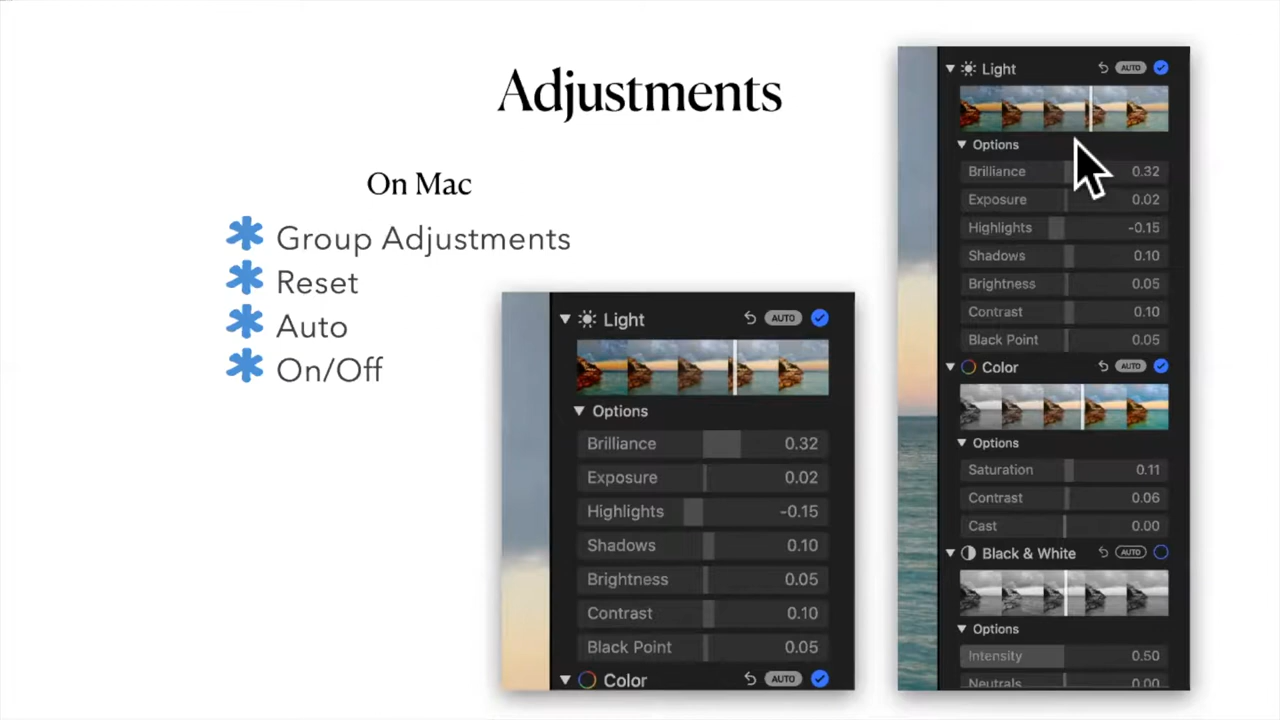 Adjustments
On Mac
Group Adjustments
Reset
Auto
On/Off
Light AUTO
Options
Brilliance 0.32
Exposure 0.02
Highlights -0.15
Shadows 0.10
Brightness 0.05
Contrast 0.10
Black Point 0.05
Color AUTO
Light AUTO
Options
Brilliance 0.32
Exposure 0.02
Highlights -0.15
Shadows 0.10
Brightness 0.05
Contrast 0.10
Black Point 0.05
Color AUTO
Options
Saturation 0.11
Contrast 0.06
Cast 0.00
Black & White AUTO
Options
Intensity 0.50
Neutrals 0.00